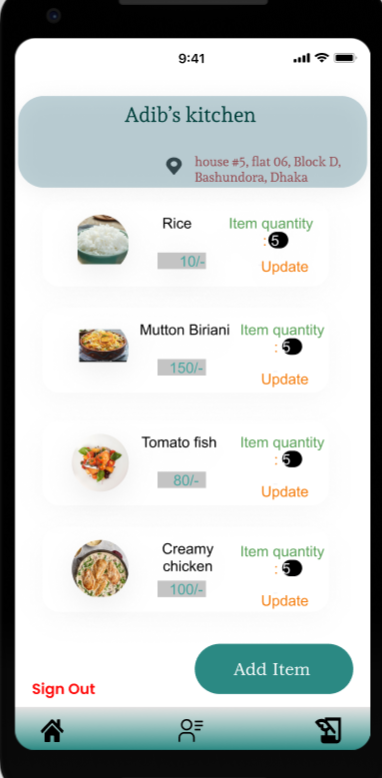 9:41
Adib's kitchen
house #5, flat 06, Block D,
Bashundora, Dhaka
Rice
Item quantity
: 5
10/-
Update
Mutton Biriani
Item quantity
: 5
150/-
Update
Tomato fish
Item quantity
: 5
80/-
Update
Creamy
chicken
Item quantity
: 5
100/-
Update
Add Item
Sign Out